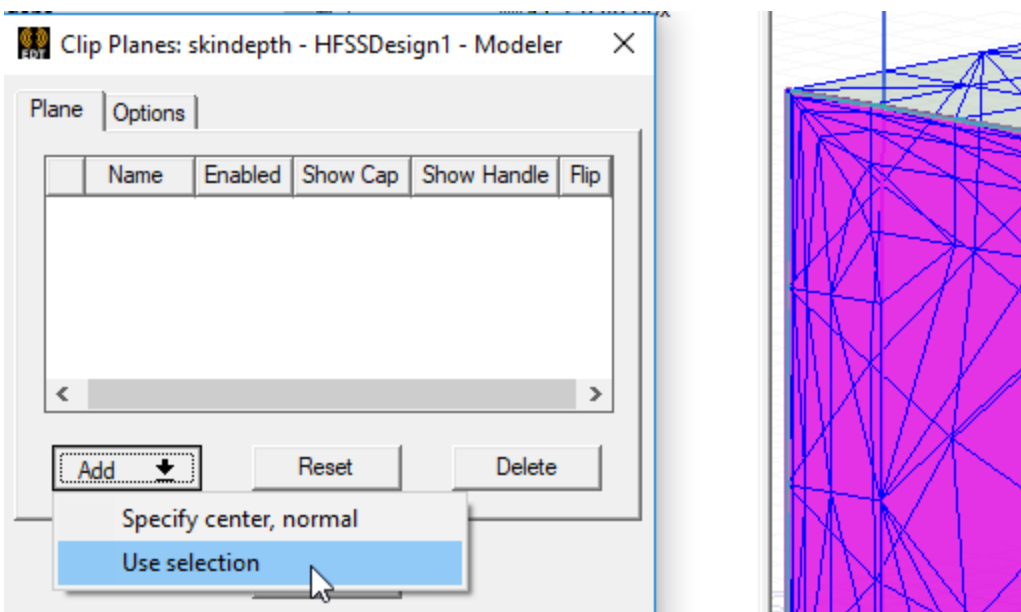 Clip Planes: skindepth - HFSSDesign1 - Modeler
Plane Options
Name Enabled Show Cap Show Handle Flip
Add Reset Delete
Specify center, normal
Use selection
EDT